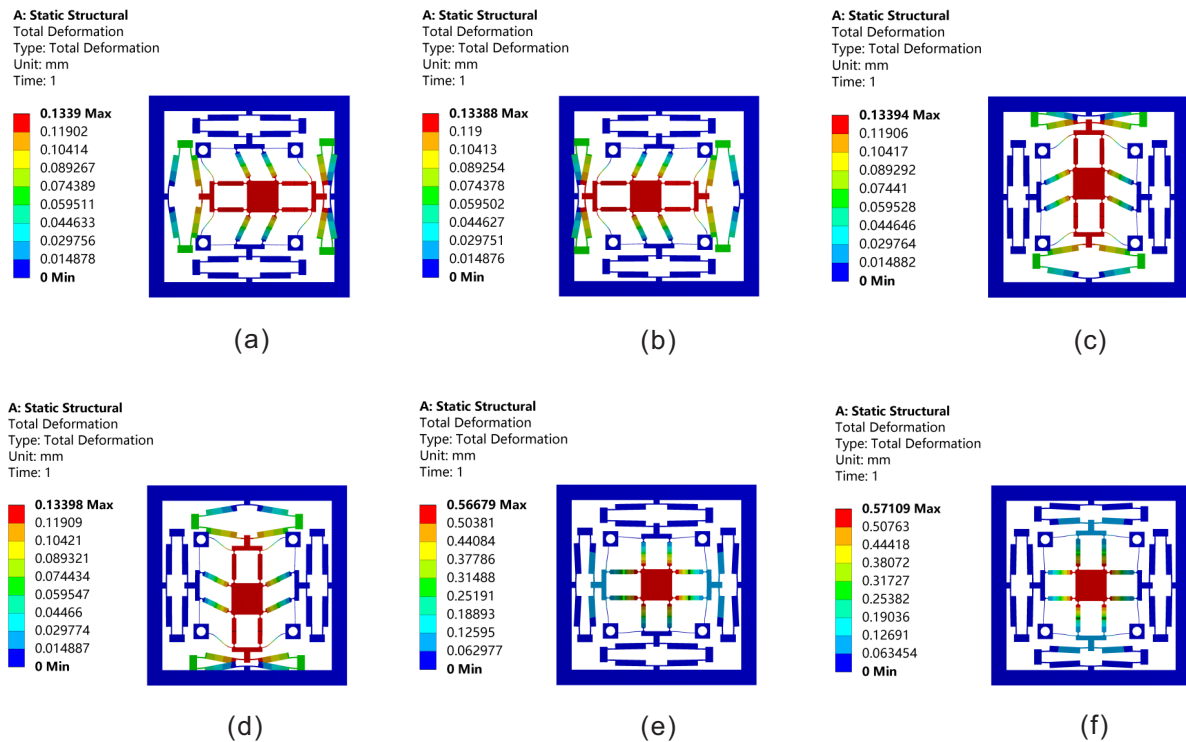 A: Static Structural
Total Deformation
Type: Total Deformation
Unit: mm
Time: 1
0.1339 Max
0.11902
0.10414
0.089267
0.074389
0.059511
0.044633
0.029756
0.014878
0 Min
(a)
A: Static Structural
Total Deformation
Type: Total Deformation
Unit: mm
Time: 1
0.13388 Max
0.119
0.10413
0.089254
0.074378
0.059502
0.044627
0.029751
0.014876
0 Min
(b)
A: Static Structural
Total Deformation
Type: Total Deformation
Unit: mm
Time: 1
0.13394 Max
0.11906
0.10417
0.089292
0.07441
0.059528
0.044646
0.029764
0.014882
0 Min
(c)
A: Static Structural
Total Deformation
Type: Total Deformation
Unit: mm
Time: 1
0.13398 Max
0.11909
0.10421
0.089321
0.074434
0.059547
0.04466
0.029774
0.014887
0 Min
(d)
A: Static Structural
Total Deformation
Type: Total Deformation
Unit: mm
Time: 1
0.56679 Max
0.50381
0.44084
0.37786
0.31488
0.25191
0.18893
0.12595
0.062977
0 Min
(e)
A: Static Structural
Total Deformation
Type: Total Deformation
Unit: mm
Time: 1
0.57109 Max
0.50763
0.44418
0.38072
0.31727
0.25382
0.19036
0.12691
0.063454
0 Min
(f)